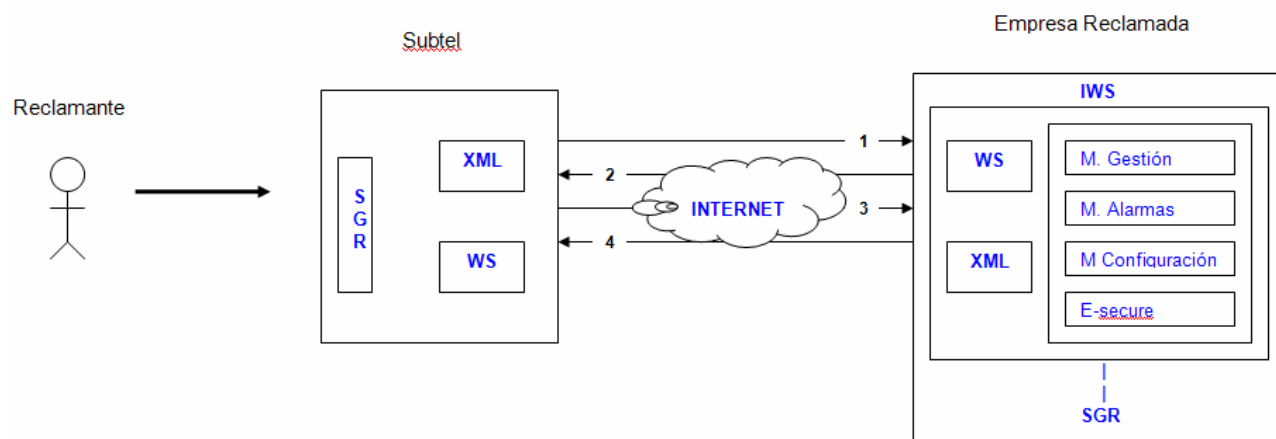 Empresa Reclamada
Subtel
Reclamante
IWS
SGR
XML
WS
1
2
3
4
INTERNET
WS
XML
M. Gestión
M. Alarmas
M Configuración
E-secure
SGR